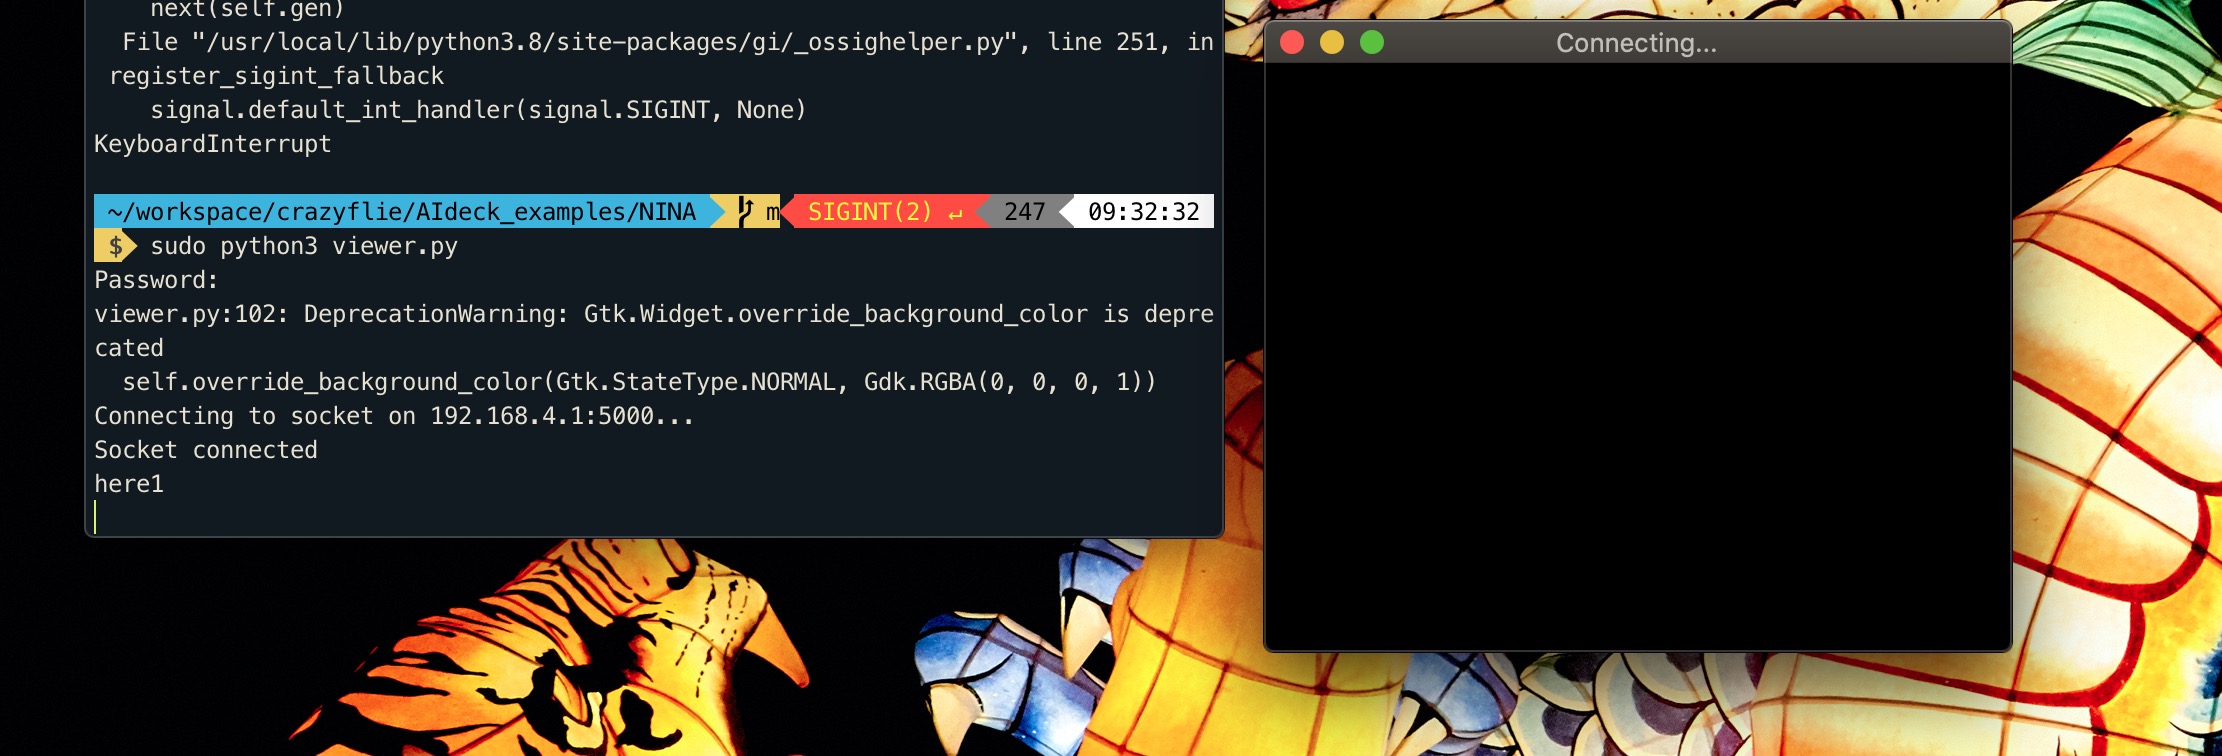 next(self.gen)
File "/usr/local/lib/python3.8/site-packages/gi/_ossighelper.py", line 251, in
register_sigint_fallback
signal.default_int_handler(signal.SIGINT, None)
KeyboardInterrupt
~/workspace/crazyflie/AIdeck_examples/NINA m SIGINT(2) ↵ 247 09:32:32
$ sudo python3 viewer.py
Password:
viewer.py:102: DeprecationWarning: Gtk.Widget.override_background_color is depre
cated
self.override_background_color(Gtk.StateType.NORMAL, Gdk.RGBA(0, 0, 0, 1))
Connecting to socket on 192.168.4.1:5000...
Socket connected
here1
Connecting...